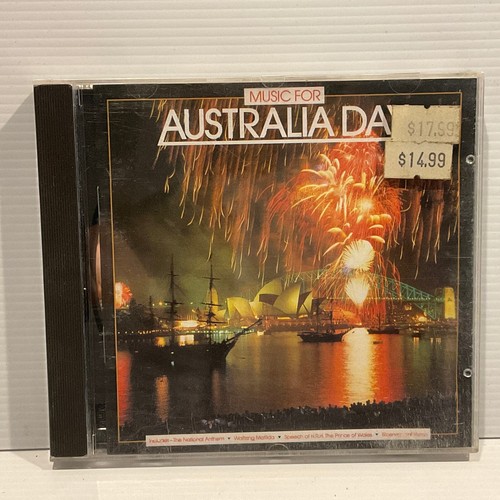 MUSIC FOR
AUSTRALIA DAY
$17.99
$14.99
Includes – The National Anthem • Waltzing Matilda • Speech of H.R.H. The Prince of Wales •